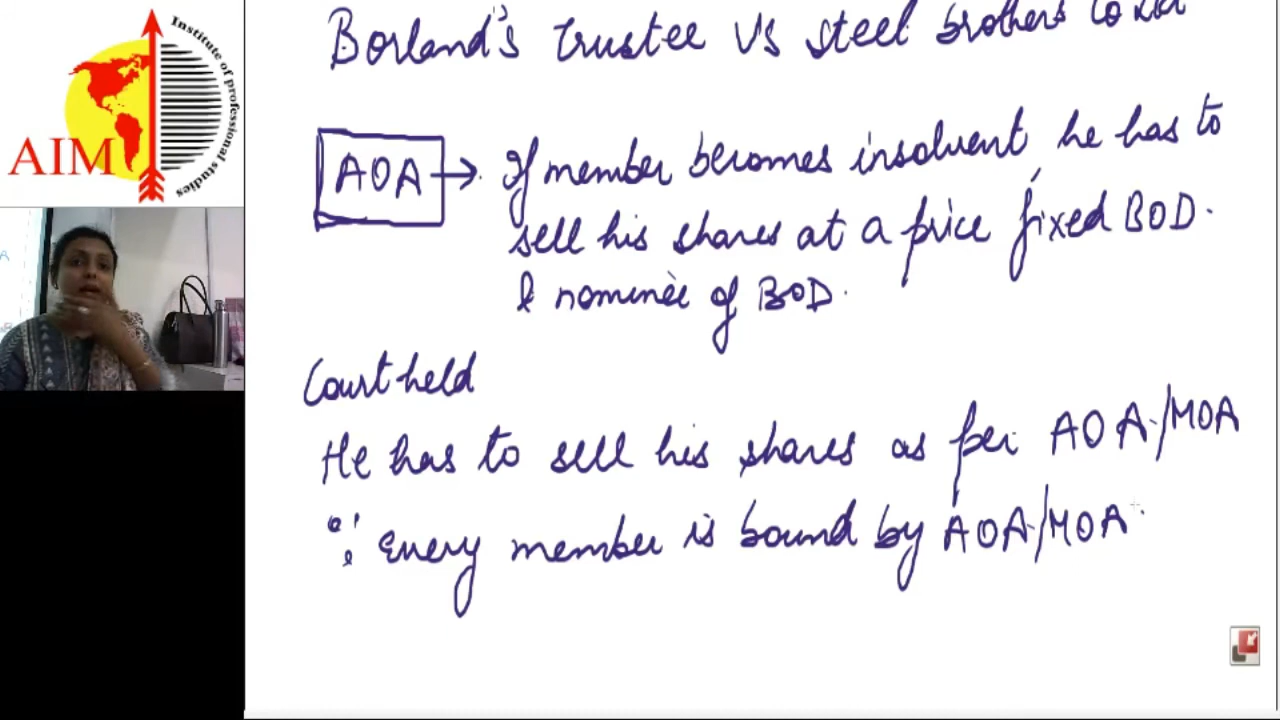 Institute of professional studies
AIM
Borland's trustee Vs steel brothers Co Ltd
AOA → If member becomes insolvent, he has to
sell his shares at a price fixed BOD.
& nominee of BOD.
Court held
He has to sell his shares as per AOA/MOA
∵ Every member is bound by AOA/MOA.